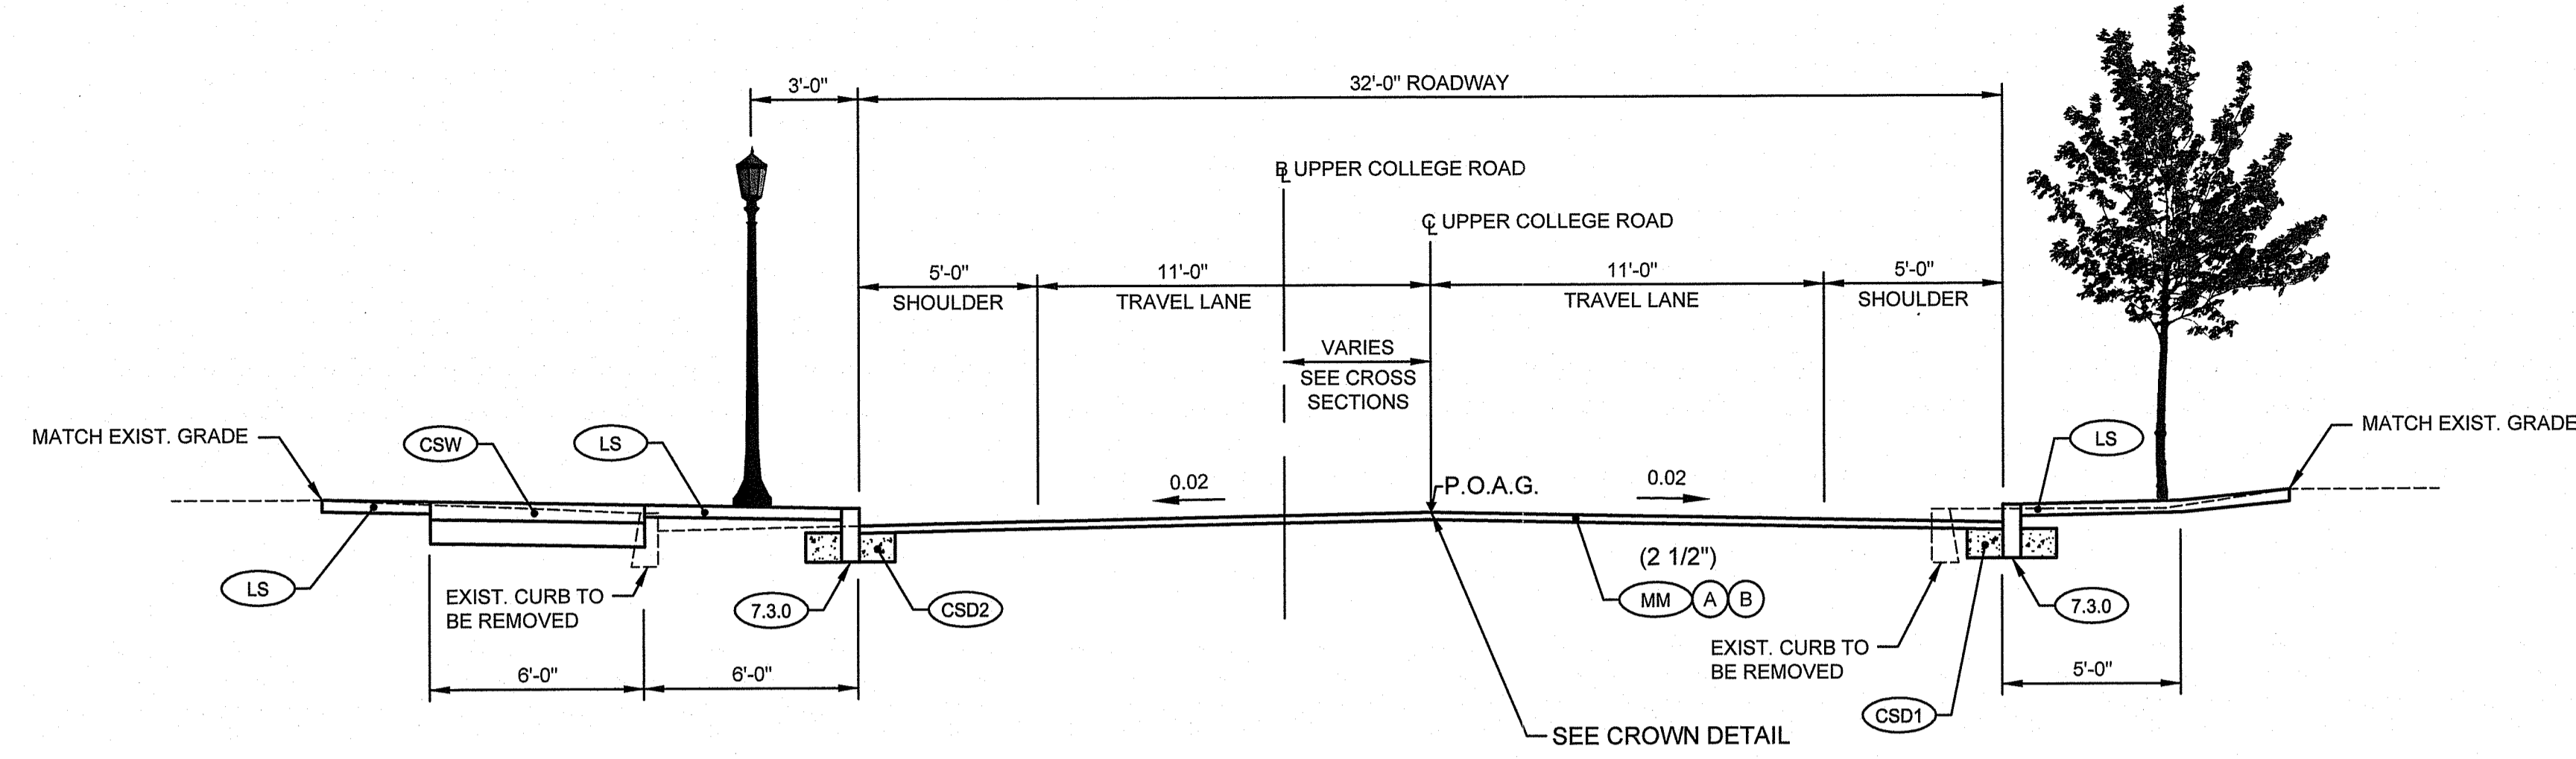 3'-0"
32'-0" ROADWAY
BL UPPER COLLEGE ROAD
CL UPPER COLLEGE ROAD
5'-0"
SHOULDER
11'-0"
TRAVEL LANE
11'-0"
TRAVEL LANE
5'-0"
SHOULDER
VARIES
SEE CROSS
SECTIONS
MATCH EXIST. GRADE
CSW
LS
LS
MATCH EXIST. GRADE
0.02
P.O.A.G.
0.02
(2 1/2")
MM A B
LS
EXIST. CURB TO
BE REMOVED
7.3.0
CSD2
EXIST. CURB TO
BE REMOVED
7.3.0
6'-0"
6'-0"
5'-0"
CSD1
SEE CROWN DETAIL